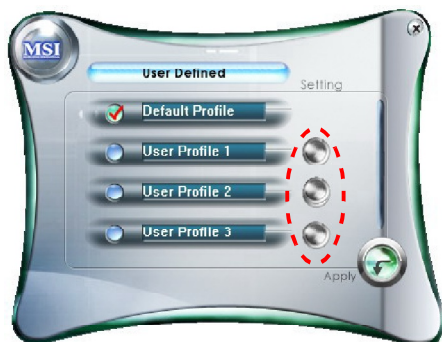 MSI
User Defined
Setting
Default Profile
User Profile 1
User Profile 2
User Profile 3
Apply